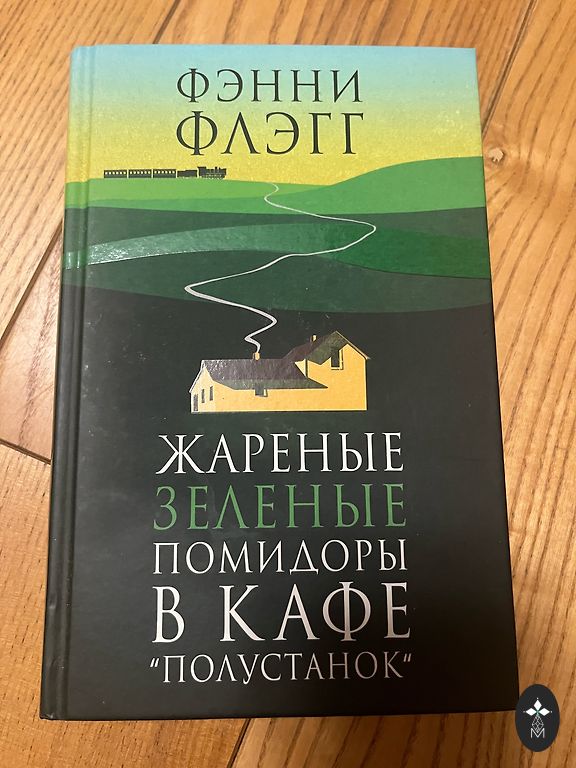 ФЭННИ
ФЛЭГГ
ЖАРЕНЫЕ
ЗЕЛЕНЫЕ
ПОМИДОРЫ
В КАФЕ
"ПОЛУСТАНОК"
M